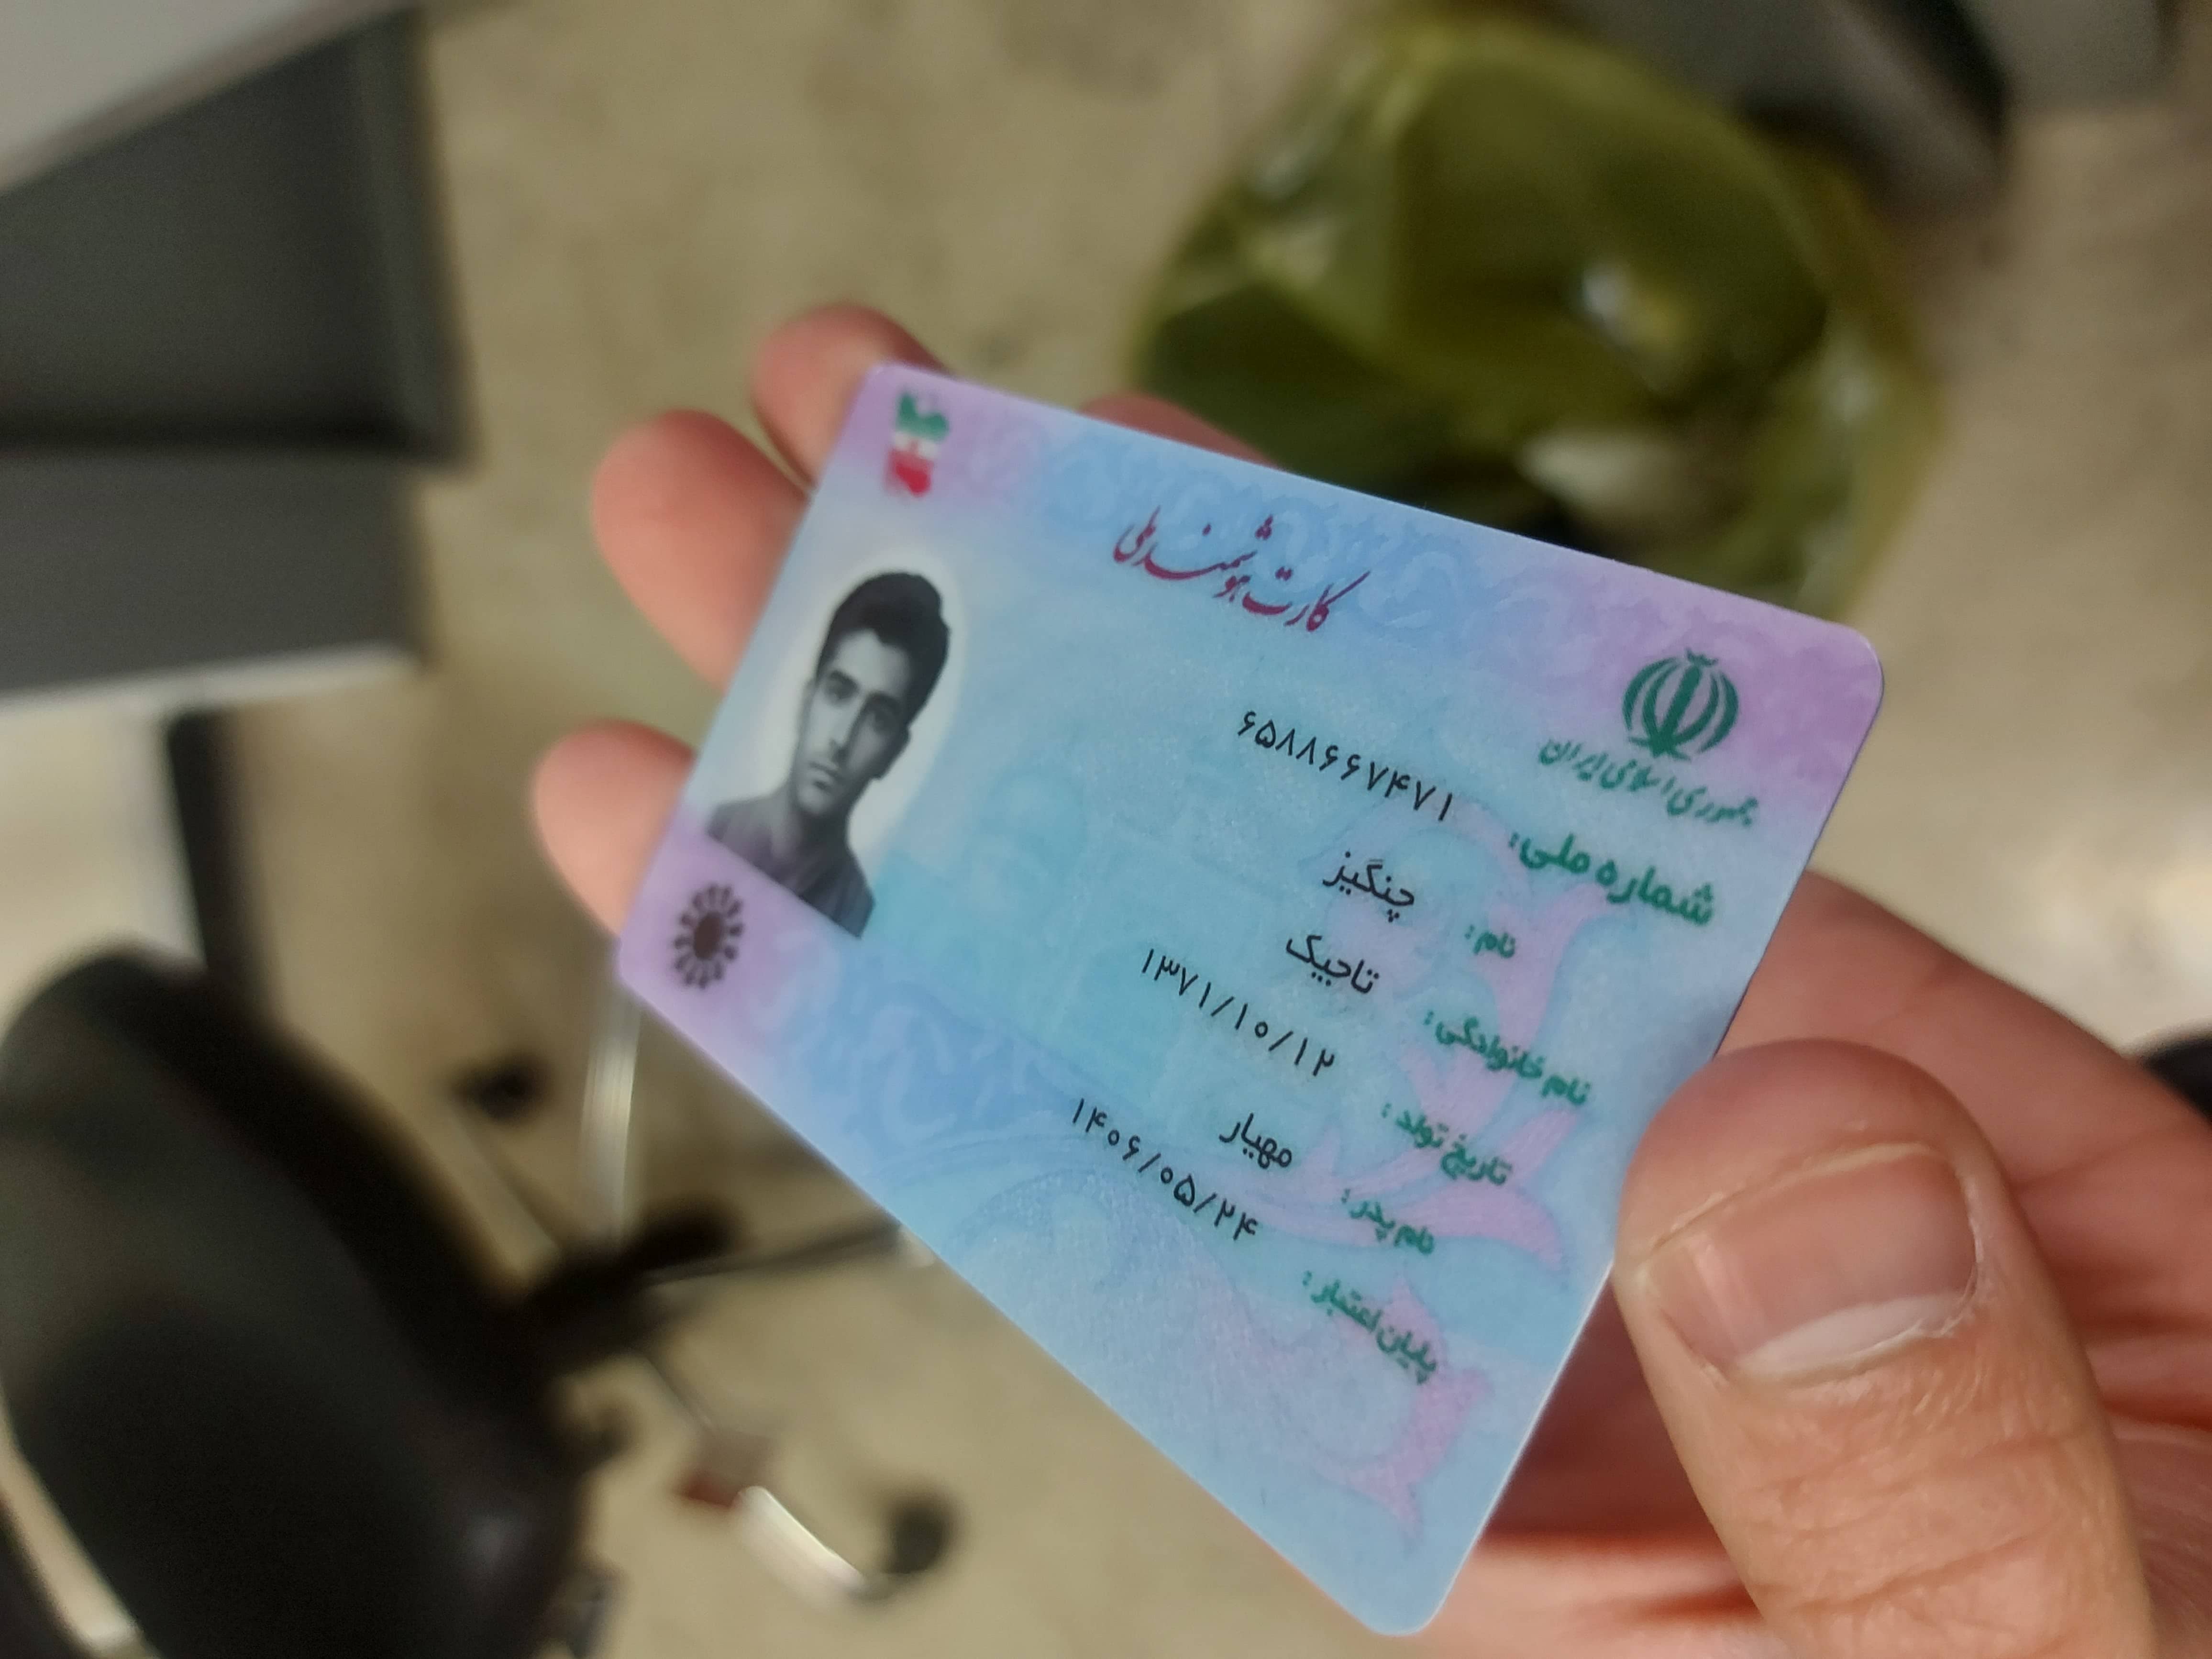 کارت هوشمند ملی
جمهوری اسلامی ایران
شماره ملی: ۶۵۸۸۶۶۷۴۷۱
نام: چنگیز
نام خانوادگی: تاجیک
تاریخ تولد: ۱۳۷۱/۱۰/۱۲
نام پدر: مهیار
پایان اعتبار: ۱۴۰۶/۰۵/۲۴